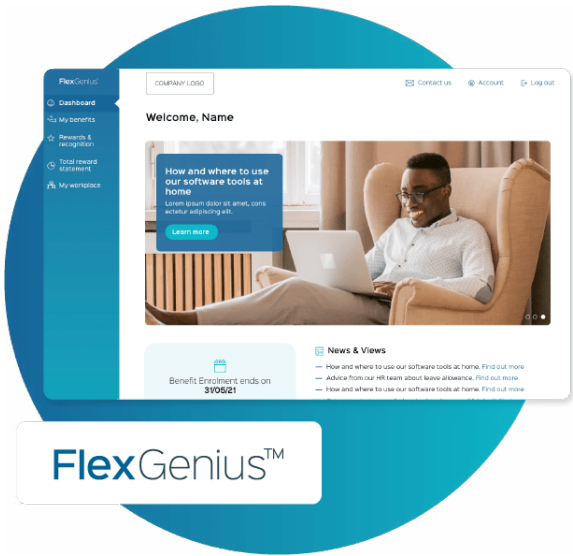 FlexGenius
COMPANY LOGO
Contact us
Account
Log out
Dashboard
My benefits
Rewards &
recognition
Total reward
statement
My workplace
Welcome, Name
How and where to use
our software tools at
home
Lorem ipsum dolor sit amet, cons
ectetur adipiscing elit.
Learn more
Benefit Enrolment ends on
31/05/21
News & Views
— How and where to use our software tools at home. Find out more
— Advice from our HR team about leave allowance. Find out more
— How and where to use our software tools at home. Find out more
FlexGenius™